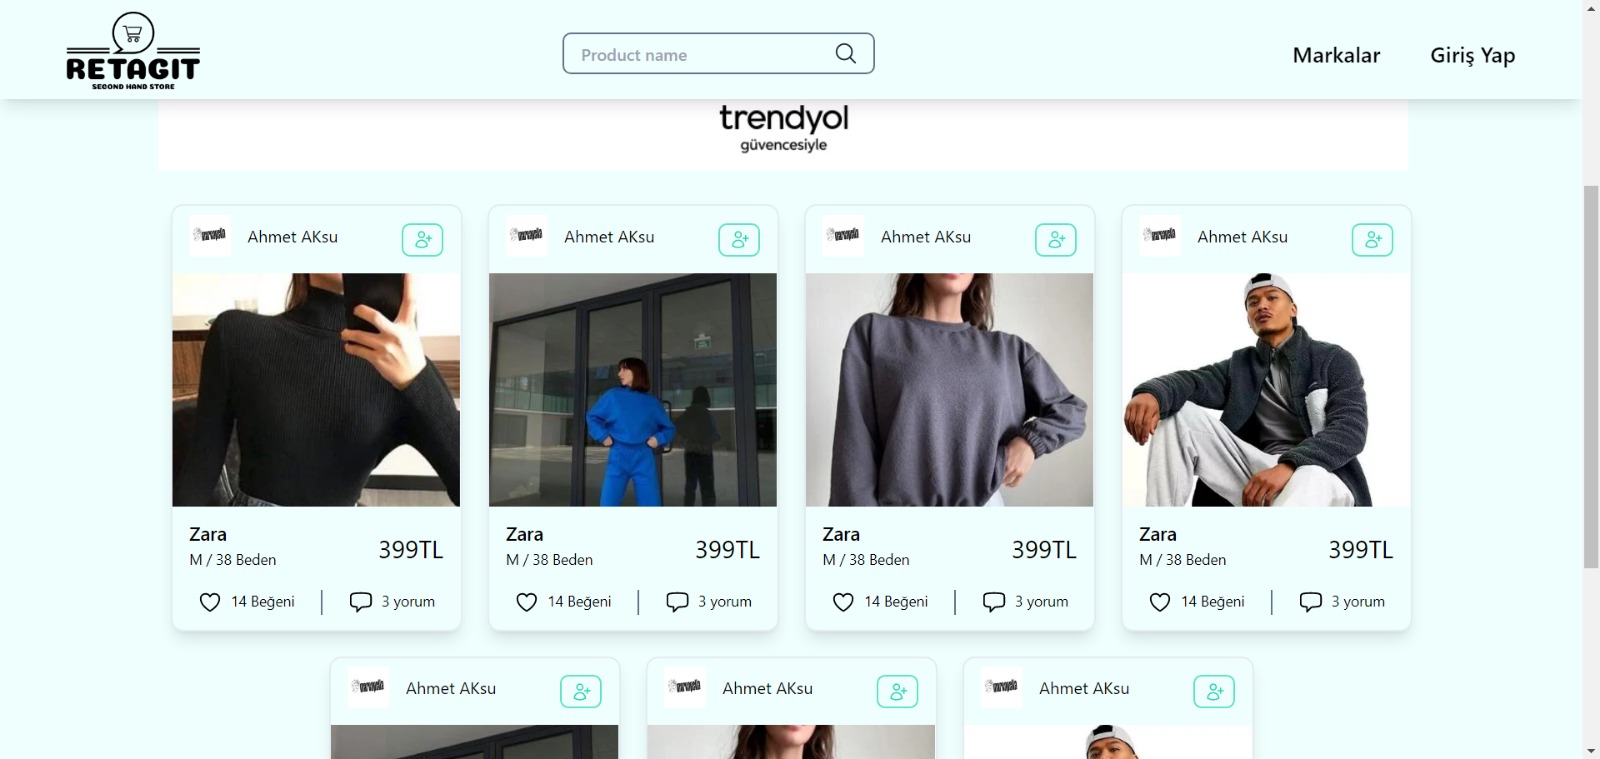 RETAGIT
SECOND HAND STORE
Product name
Markalar
Giriş Yap
trendyol
güvencesiyle
Ahmet AKsu
Ahmet AKsu
Ahmet AKsu
Ahmet AKsu
Zara
M / 38 Beden
399TL
14 Beğeni
3 yorum
Zara
M / 38 Beden
399TL
14 Beğeni
3 yorum
Zara
M / 38 Beden
399TL
14 Beğeni
3 yorum
Zara
M / 38 Beden
399TL
14 Beğeni
3 yorum
Ahmet AKsu
Ahmet AKsu
Ahmet AKsu